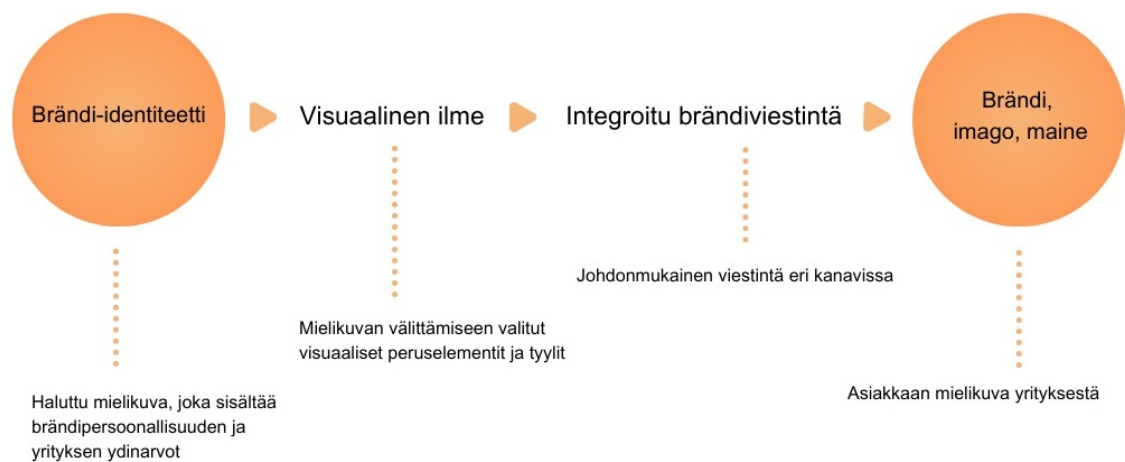 Brändi-identiteetti
Visuaalinen ilme
Integroitu brändiviestintä
Brändi,
imago, maine
Haluttu mielikuva, joka sisältää
brändipersoonallisuuden ja
yrityksen ydinarvot
Mielikuvan välittämiseen valitut
visuaaliset peruselementit ja tyylit
Johdonmukainen viestintä eri kanavissa
Asiakkaan mielikuva yrityksestä